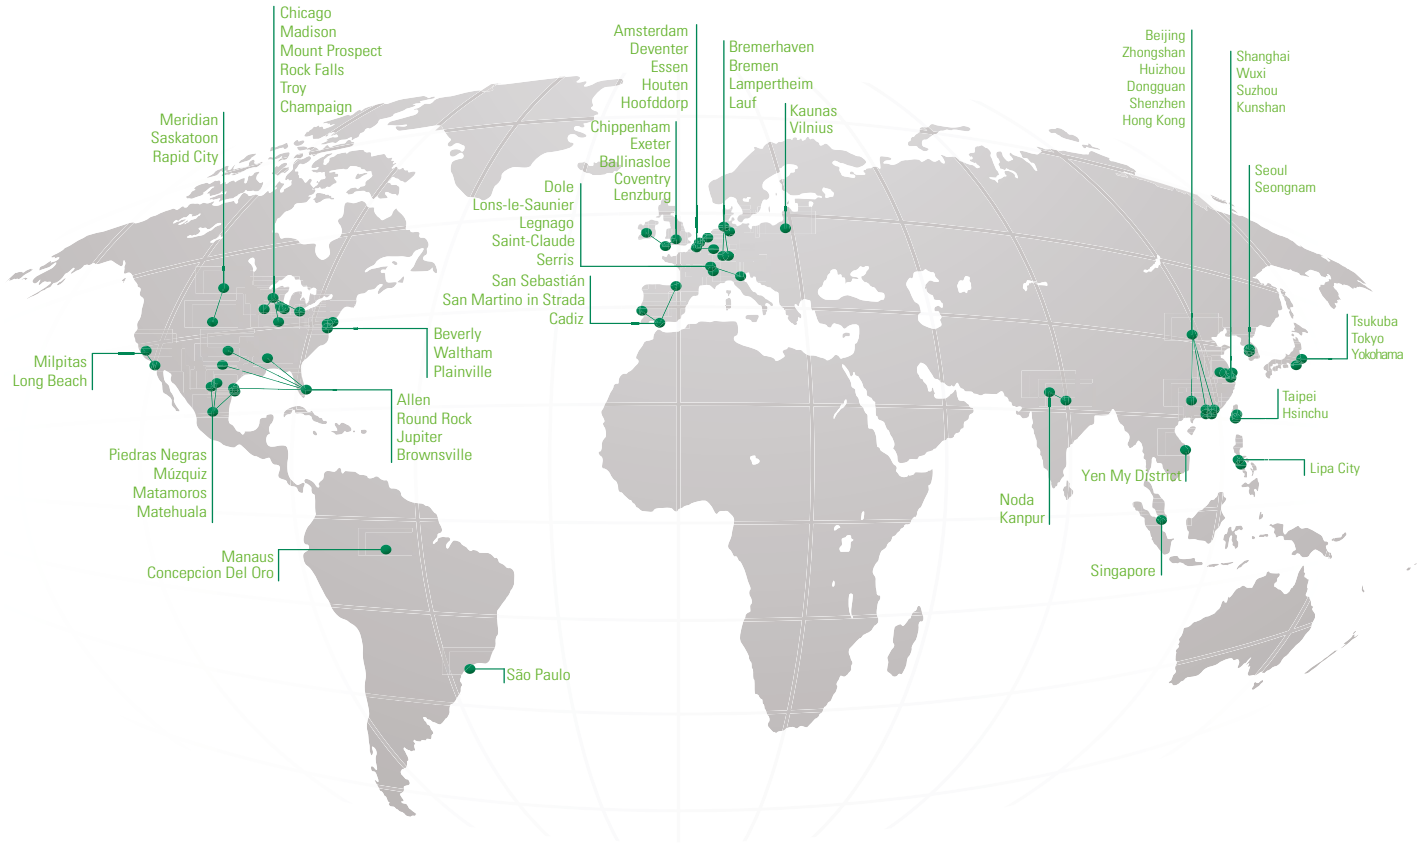 Chicago
Madison
Mount Prospect
Rock Falls
Troy
Champaign
Meridian
Saskatoon
Rapid City
Milpitas
Long Beach
Beverly
Waltham
Plainville
Allen
Round Rock
Jupiter
Brownsville
Piedras Negras
Múzquiz
Matamoros
Matehuala
Manaus
Concepcion Del Oro
São Paulo
Amsterdam
Deventer
Essen
Houten
Hoofddorp
Bremerhaven
Bremen
Lampertheim
Lauf
Kaunas
Vilnius
Chippenham
Exeter
Ballinasloe
Coventry
Lenzburg
Dole
Lons-le-Saunier
Legnago
Saint-Claude
Serris
San Sebastián
San Martino in Strada
Cadiz
Beijing
Zhongshan
Huizhou
Dongguan
Shenzhen
Hong Kong
Shanghai
Wuxi
Suzhou
Kunshan
Seoul
Seongnam
Tsukuba
Tokyo
Yokohama
Taipei
Hsinchu
Lipa City
Yen My District
Noda
Kanpur
Singapore